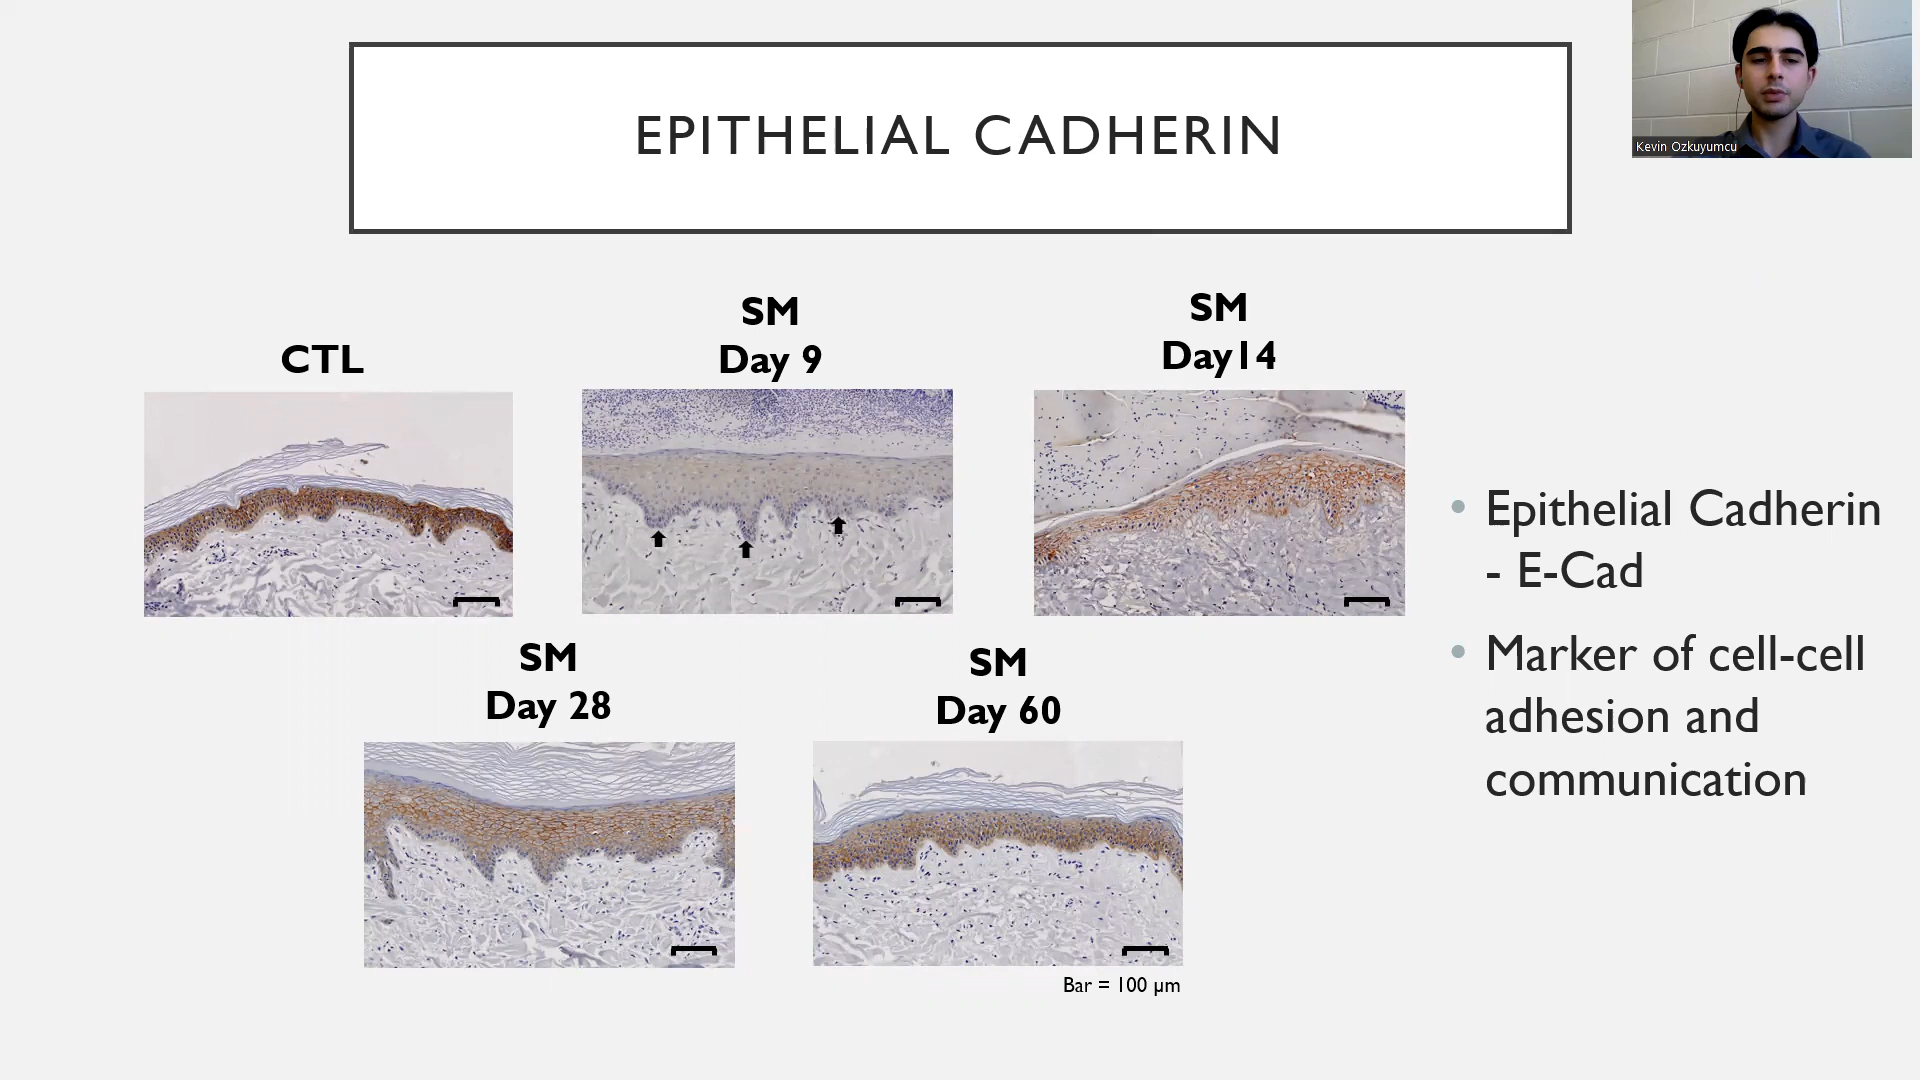 EPITHELIAL CADHERIN
Kevin Ozkuyumcu
CTL
SM
Day 9
SM
Day14
SM
Day 28
SM
Day 60
Bar = 100 µm
• Epithelial Cadherin
- E-Cad
• Marker of cell-cell
adhesion and
communication